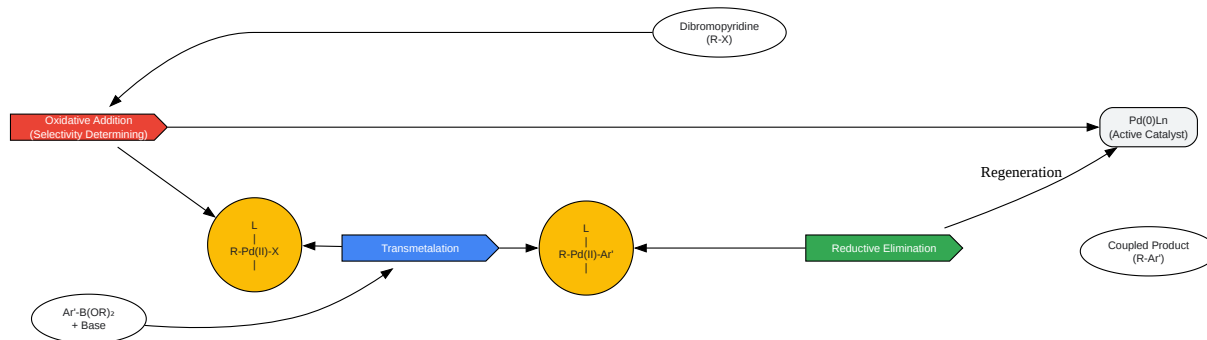 Dibromopyridine
(R-X)
Oxidative Addition
(Selectivity Determining)
Pd(0)Ln
(Active Catalyst)
Regeneration
L
|
R-Pd(II)-X
|
Transmetalation
L
|
R-Pd(II)-Ar'
|
Reductive Elimination
Coupled Product
(R-Ar')
Ar'-B(OR)₂
+ Base